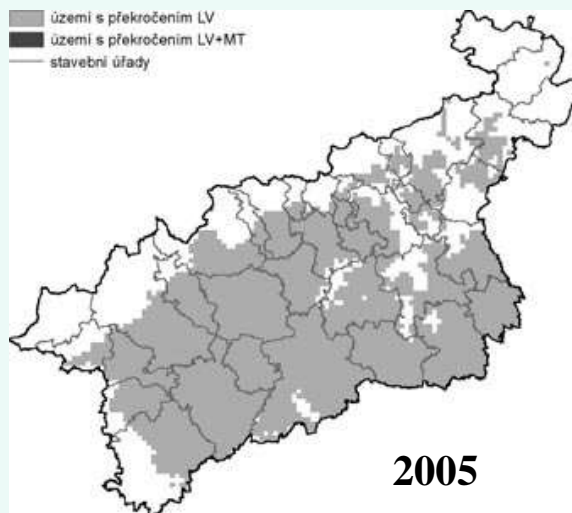 území s překročením LV
území s překročením LV+MT
stavební úřady
2005